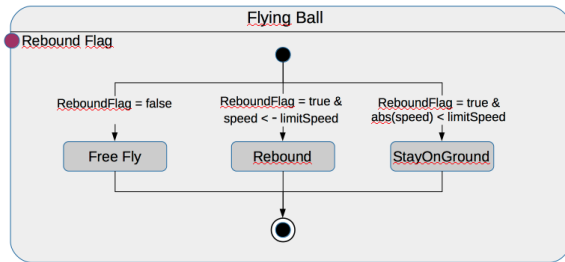 Flying Ball
Rebound Flag
ReboundFlag = false
ReboundFlag = true &
speed < - limitSpeed
ReboundFlag = true &
abs(speed) < limitSpeed
Free Fly
Rebound
StayOnGround